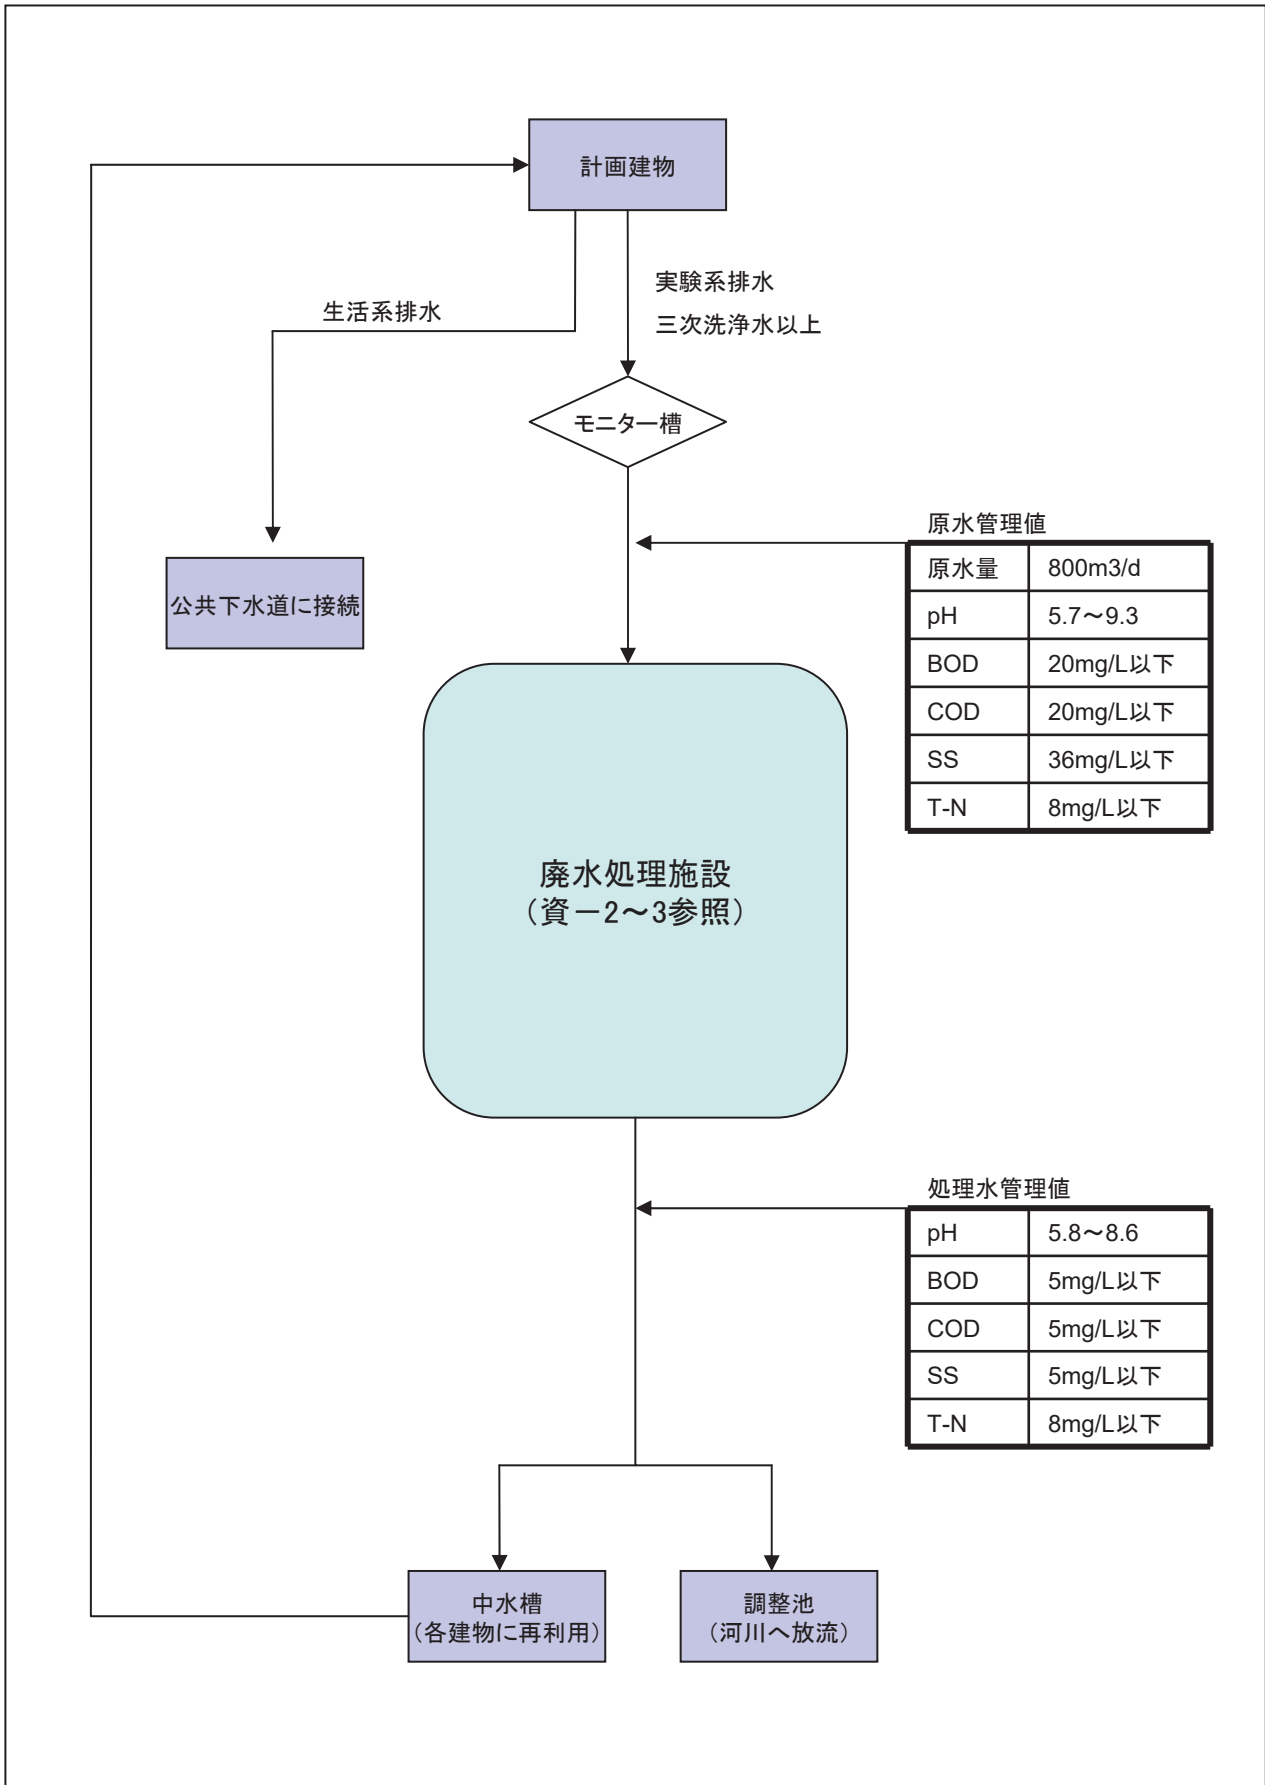 計画建物
実験系排水
三次洗浄水以上
生活系排水
モニター槽
公共下水道に接続
原水管理値
原水量 800m3/d
pH 5.7～9.3
BOD 20mg/L以下
COD 20mg/L以下
SS 36mg/L以下
T-N 8mg/L以下
廃水処理施設
（資－2～3参照）
処理水管理値
pH 5.8～8.6
BOD 5mg/L以下
COD 5mg/L以下
SS 5mg/L以下
T-N 8mg/L以下
中水槽
（各建物に再利用）
調整池
（河川へ放流）